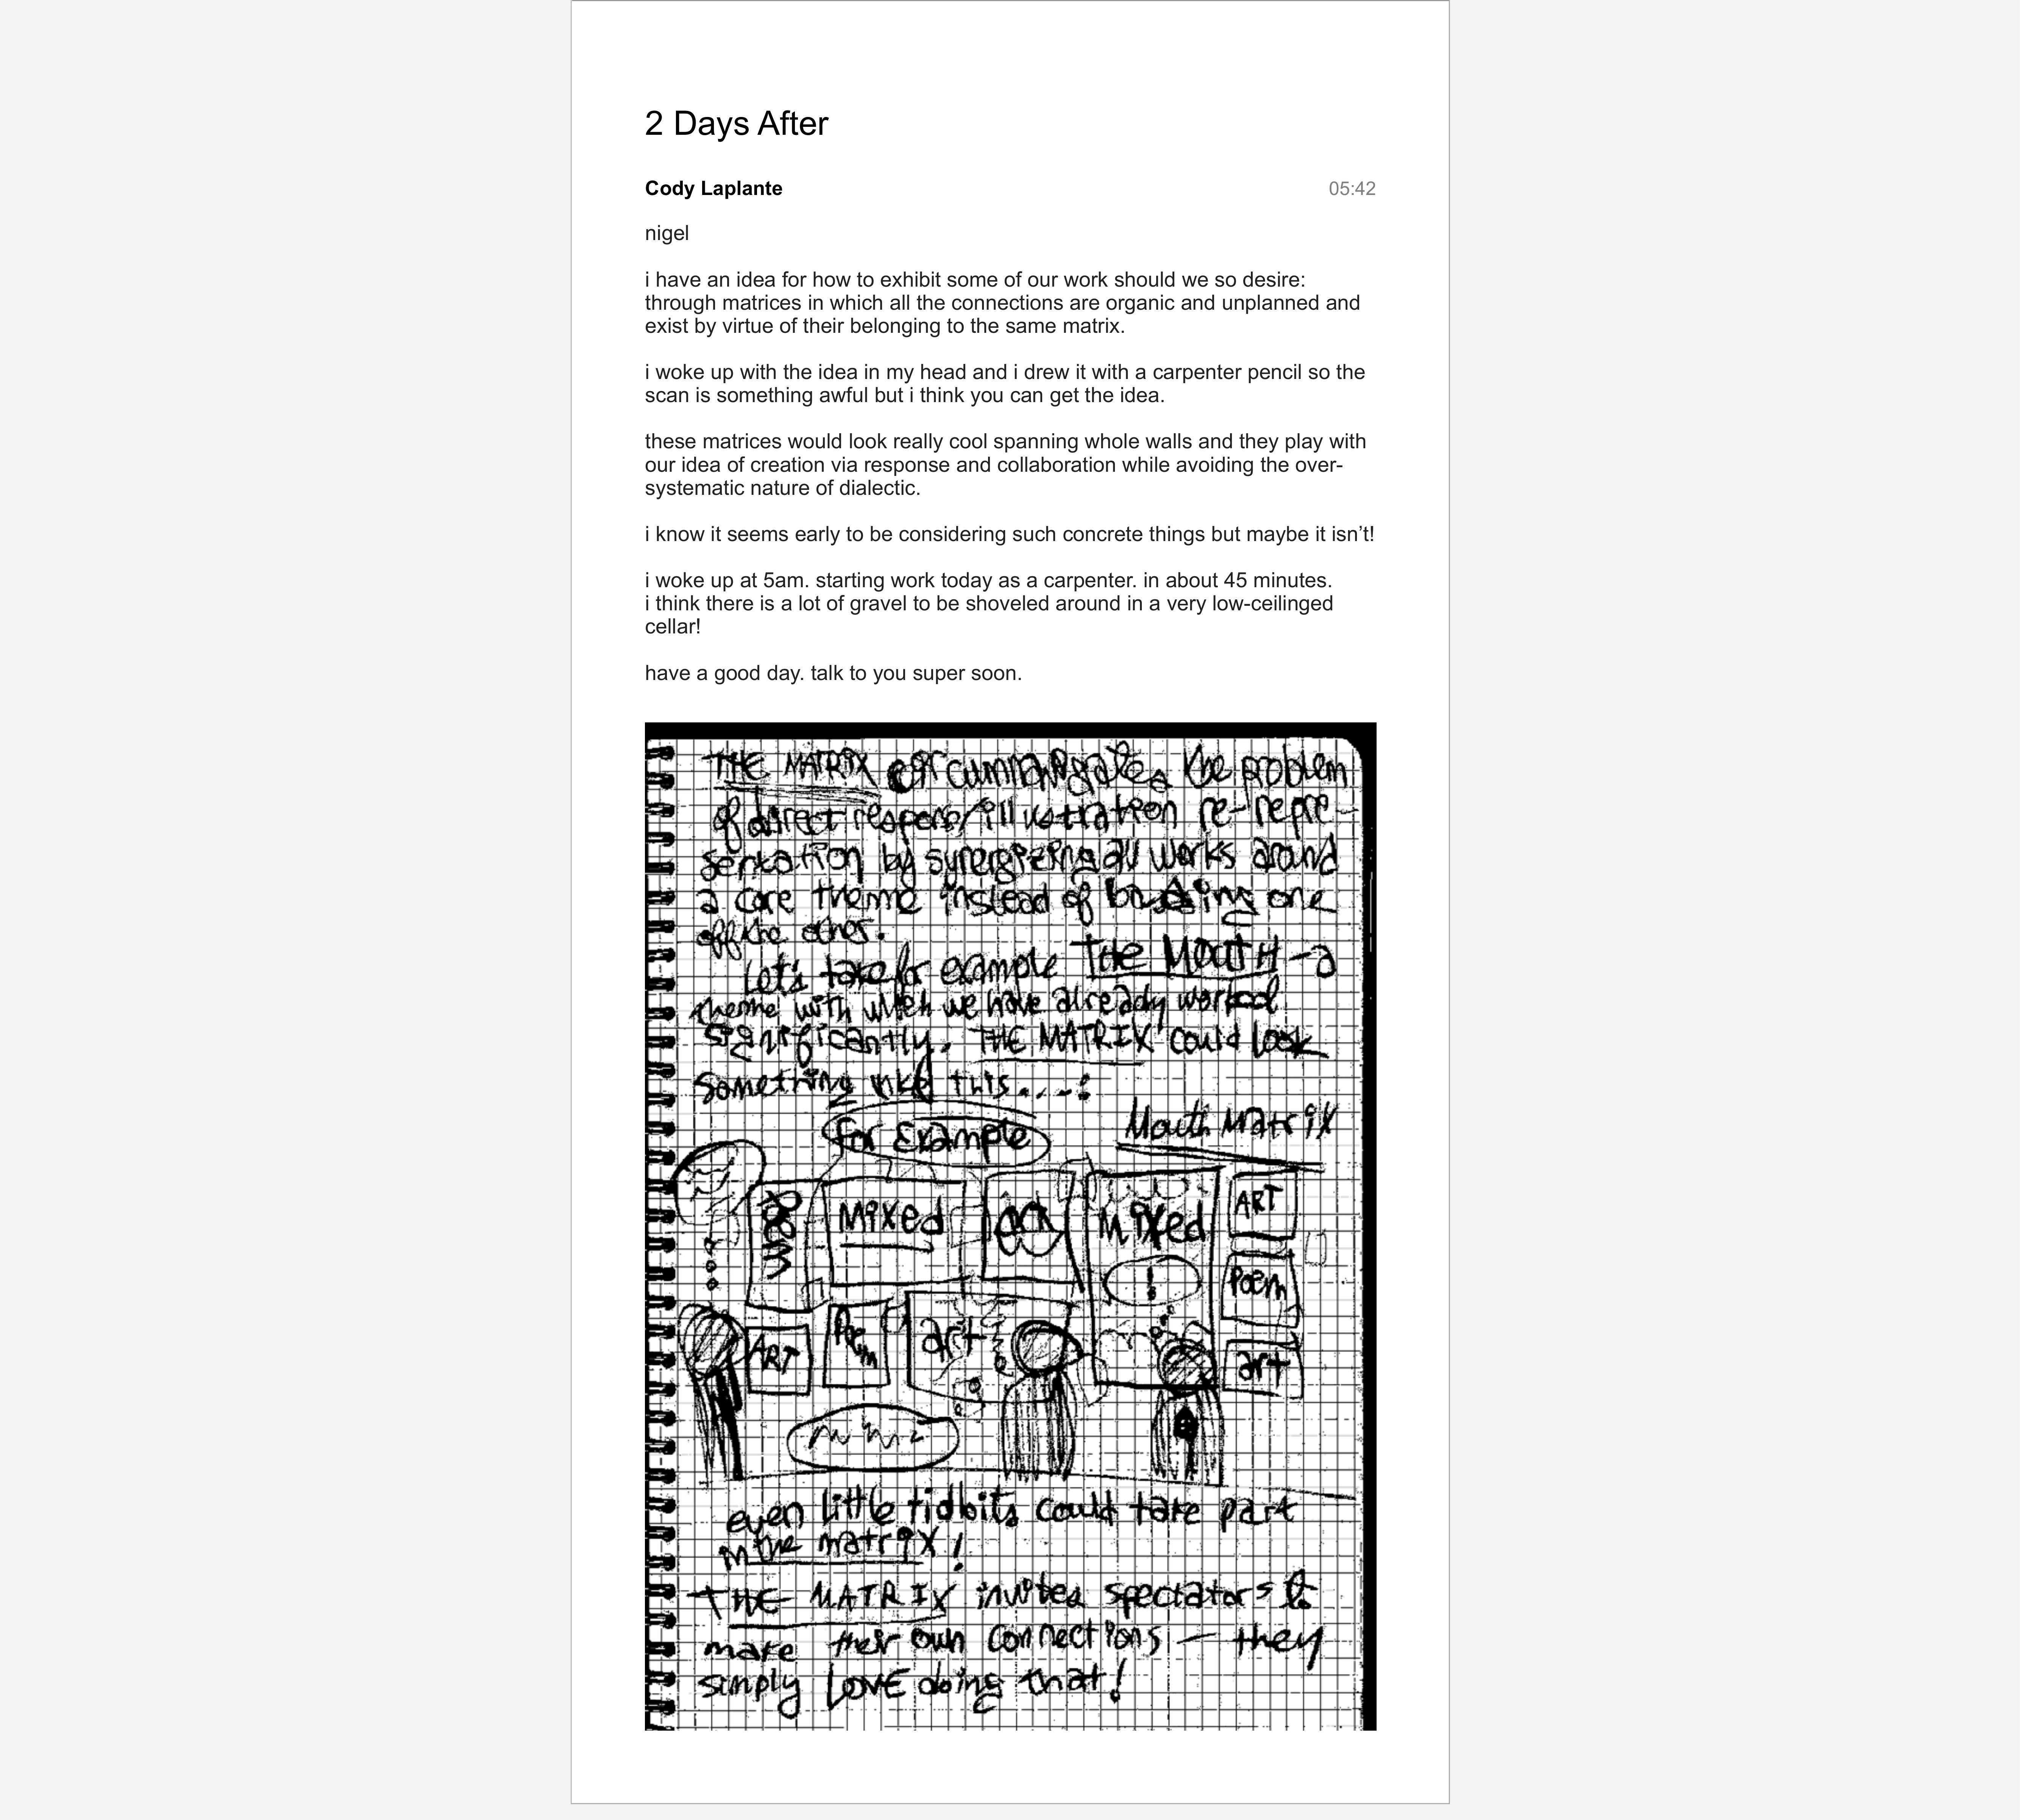 2 Days After
Cody Laplante 05:42
nigel
i have an idea for how to exhibit some of our work should we so desire:
through matrices in which all the connections are organic and unplanned and
exist by virtue of their belonging to the same matrix.
i woke up with the idea in my head and i drew it with a carpenter pencil so the
scan is something awful but i think you can get the idea.
these matrices would look really cool spanning whole walls and they play with
our idea of creation via response and collaboration while avoiding the over-
systematic nature of dialectic.
i know it seems early to be considering such concrete things but maybe it isn't!
i woke up at 5am. starting work today as a carpenter. in about 45 minutes.
i think there is a lot of gravel to be shoveled around in a very low-ceilinged
cellar!
have a good day. talk to you super soon.
THE MATRIX the problem
of direct response/illustration re-repre-
sentation by synergizing all works around
a core theme instead of basing one
off the other.
Let's take for example THE MOUTH - a
theme with which we have already worked
significantly. THE MATRIX could look
something like this....:
for Example
Mouth Matrix
mixed
mixed
ART
!
Poem
ART
Poem
art
art
even little tidbits could take part
in the matrix!
THE MATRIX invites spectators to
make their own connections — they
simply LOVE doing that!